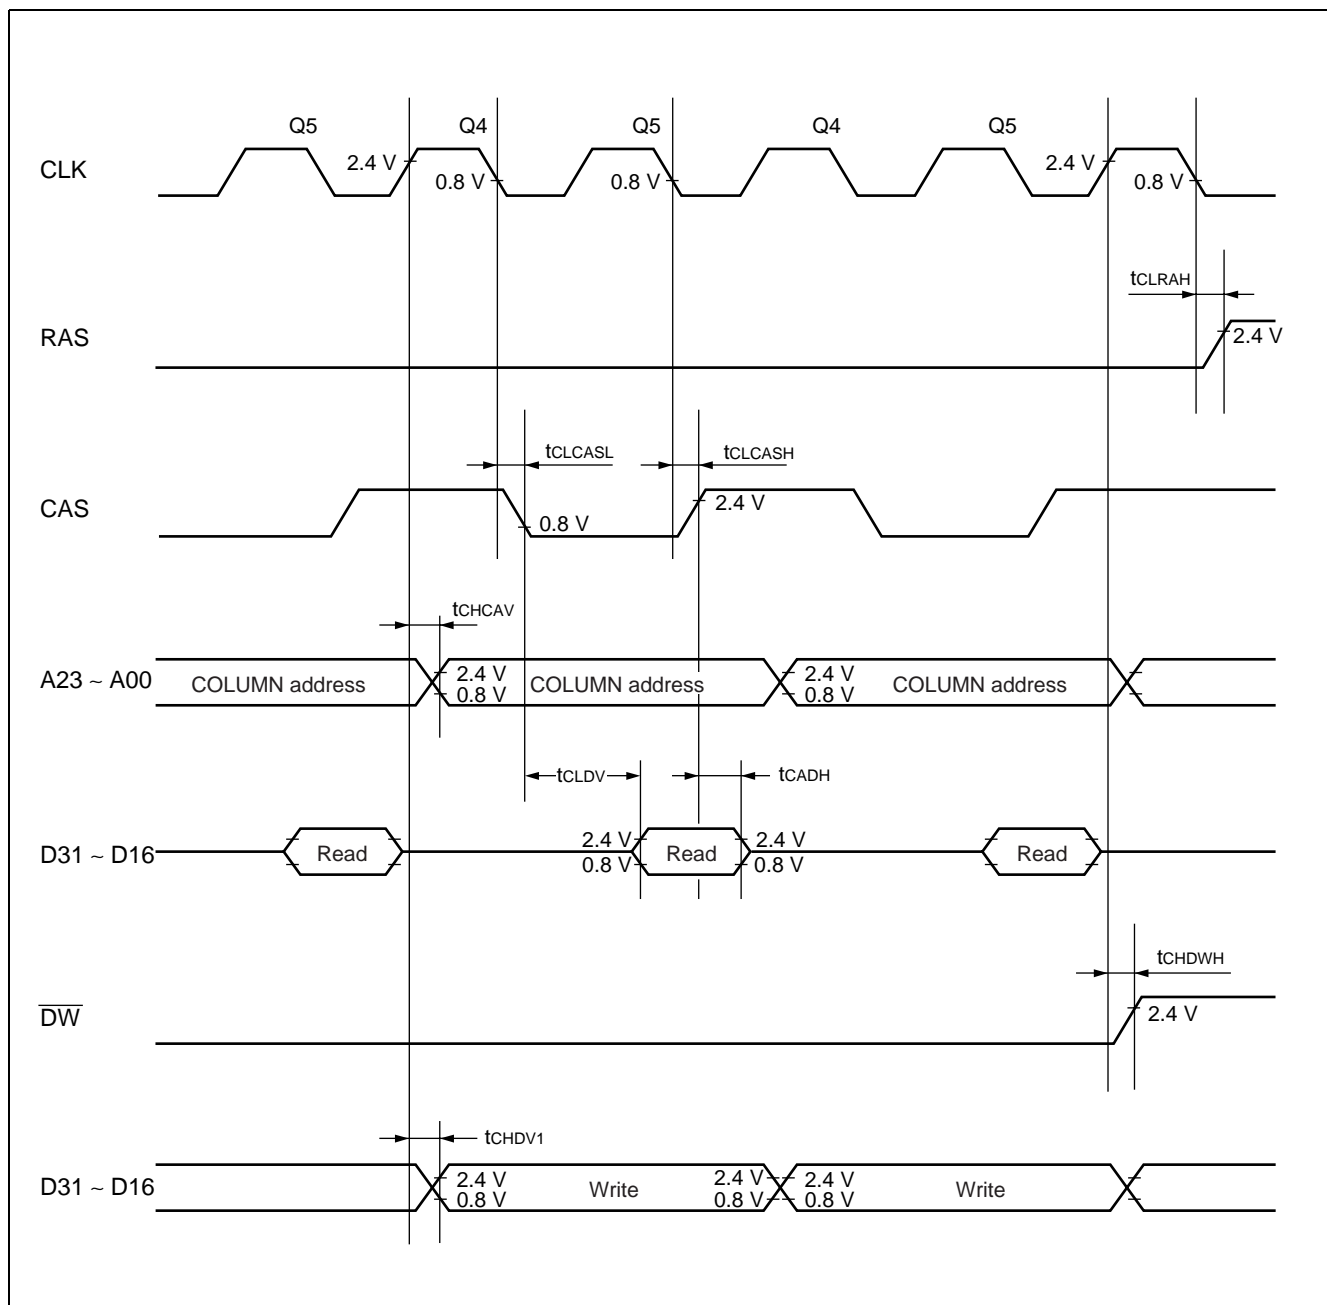 Q5 Q4 Q5 Q4 Q5
CLK 2.4 V 0.8 V 0.8 V 2.4 V 0.8 V
tCLRAH
RAS 2.4 V
tCLCASL tCLCASH
CAS 0.8 V 2.4 V
tCHCAV
A23 ~ A00 COLUMN address 2.4 V 0.8 V COLUMN address 2.4 V 0.8 V COLUMN address
tCLDV tCADH
D31 ~ D16 Read 2.4 V 0.8 V Read 2.4 V 0.8 V Read
tCHDWH
DW 2.4 V
tCHDV1
D31 ~ D16 2.4 V 0.8 V Write 2.4 V 0.8 V 2.4 V 0.8 V Write